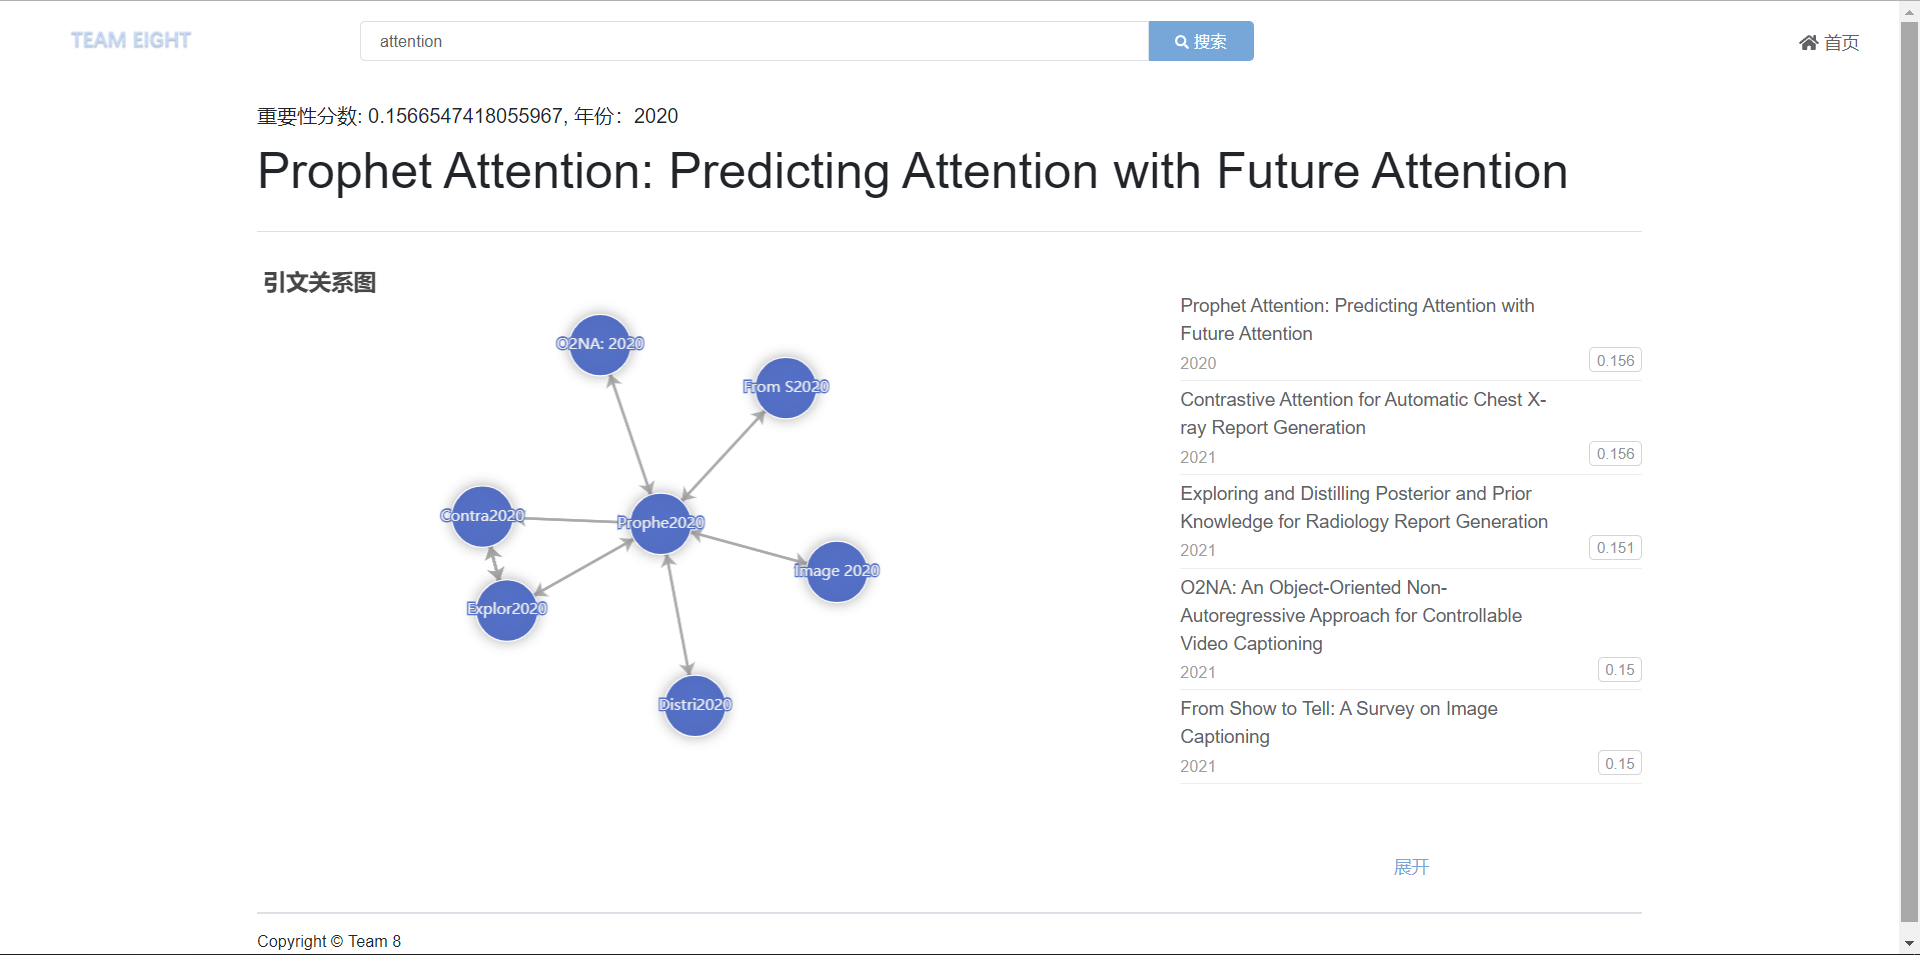 TEAM EIGHT
attention
搜索
首页
重要性分数: 0.1566547418055967, 年份：2020
Prophet Attention: Predicting Attention with Future Attention
引文关系图
O2NA: 2020
From S2020
Contra2020
Prophe2020
Image 2020
Explor2020
Distri2020
Prophet Attention: Predicting Attention with
Future Attention
2020
0.156
Contrastive Attention for Automatic Chest X-
ray Report Generation
2021
0.156
Exploring and Distilling Posterior and Prior
Knowledge for Radiology Report Generation
2021
0.151
O2NA: An Object-Oriented Non-
Autoregressive Approach for Controllable
Video Captioning
2021
0.15
From Show to Tell: A Survey on Image
Captioning
2021
0.15
展开
Copyright © Team 8